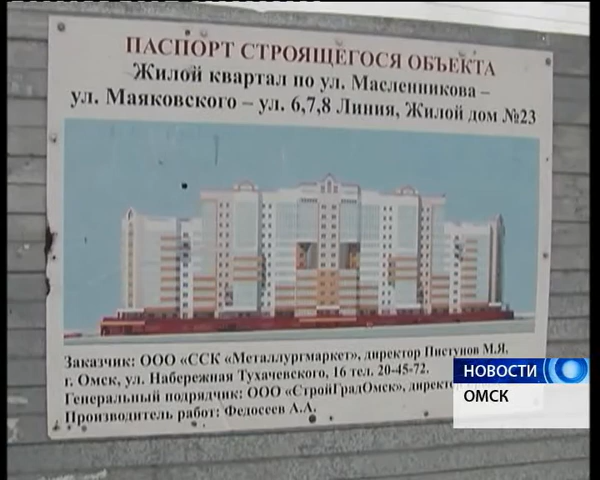 ПАСПОРТ СТРОЯЩЕГОСЯ ОБЪЕКТА
Жилой квартал по ул. Масленникова –
ул. Маяковского – ул. 6,7,8 Линия, Жилой дом №23
Заказчик: ООО «ССК «Металлургмаркет», директор Пистунов М.Я.
г. Омск, ул. Набережная Тухачевского, 16 тел. 20-45-72.
Генеральный подрядчик: ООО «СтройГрадОмск», директор
Производитель работ: Федосеев А.А.
НОВОСТИ
ОМСК